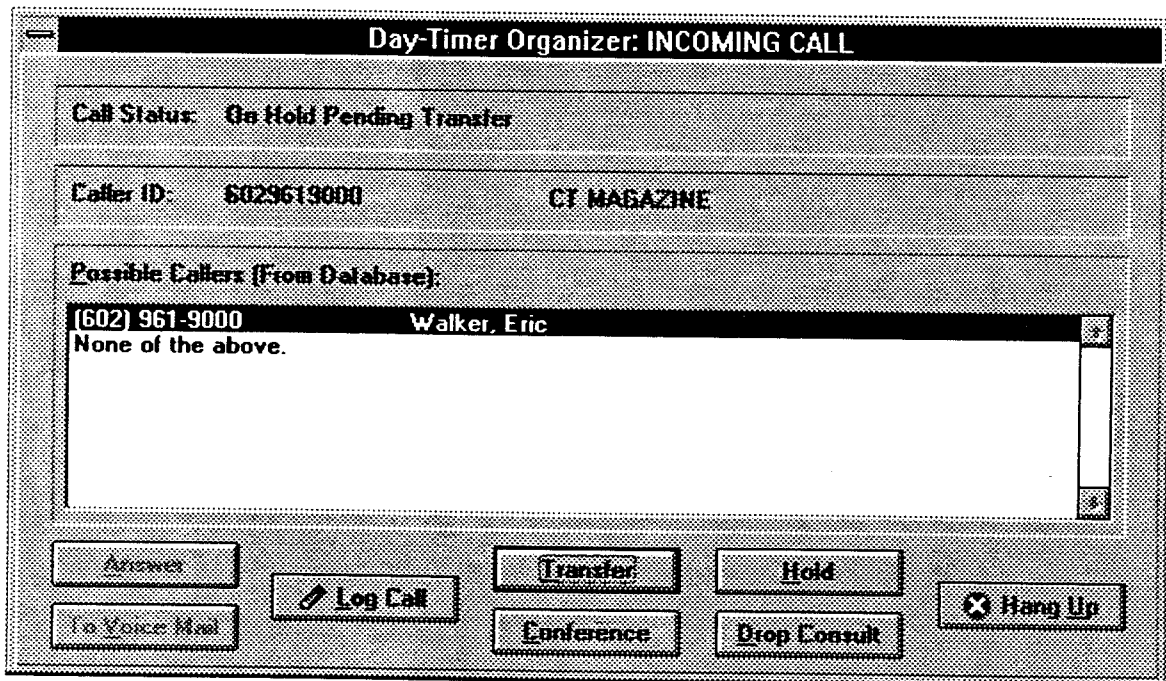 Day-Timer Organizer: INCOMING CALL
Call Status: On Hold Pending Transfer
Caller ID: 6029619000 CT MAGAZINE
Possible Callers (From Database):
(602) 961-9000 Walker, Eric
None of the above.
Answer Transfer Hold
Log Call Hang Up
To Voice Mail Conference Drop Consult